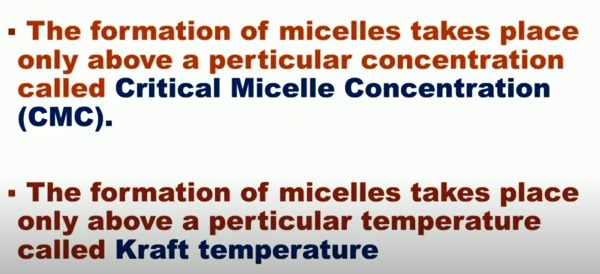 ▪ The formation of micelles takes place
only above a perticular concentration
called Critical Micelle Concentration
(CMC).
▪ The formation of micelles takes place
only above a perticular temperature
called Kraft temperature